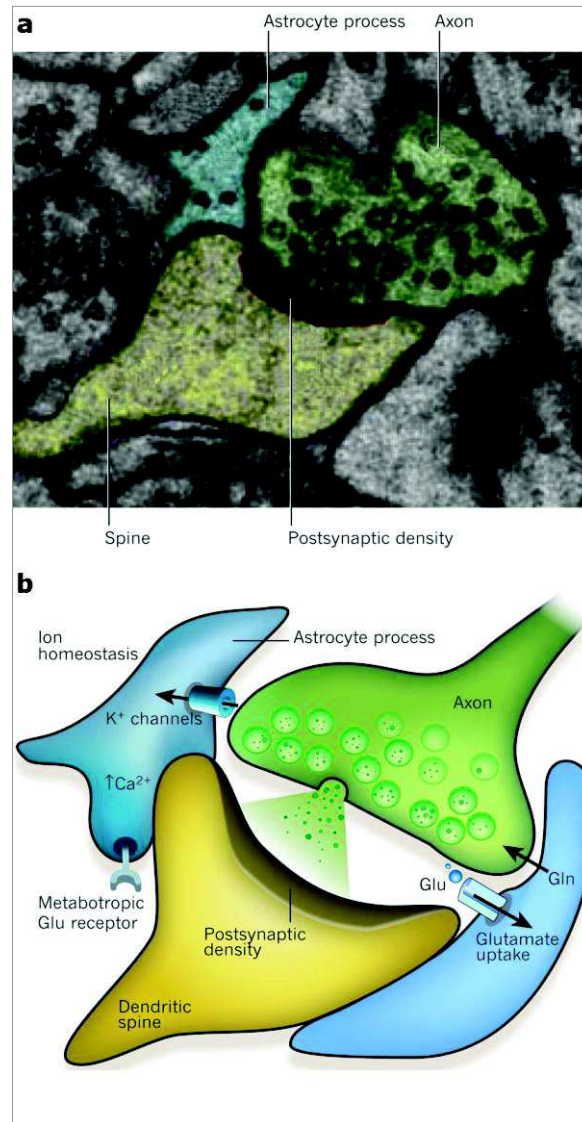 a
Astrocyte process
Axon
Spine
Postsynaptic density
b
Ion
homeostasis
Astrocyte process
K⁺ channels
Axon
↑Ca²⁺
Metabotropic
Glu receptor
Glu
Gln
Postsynaptic
density
Glutamate
uptake
Dendritic
spine